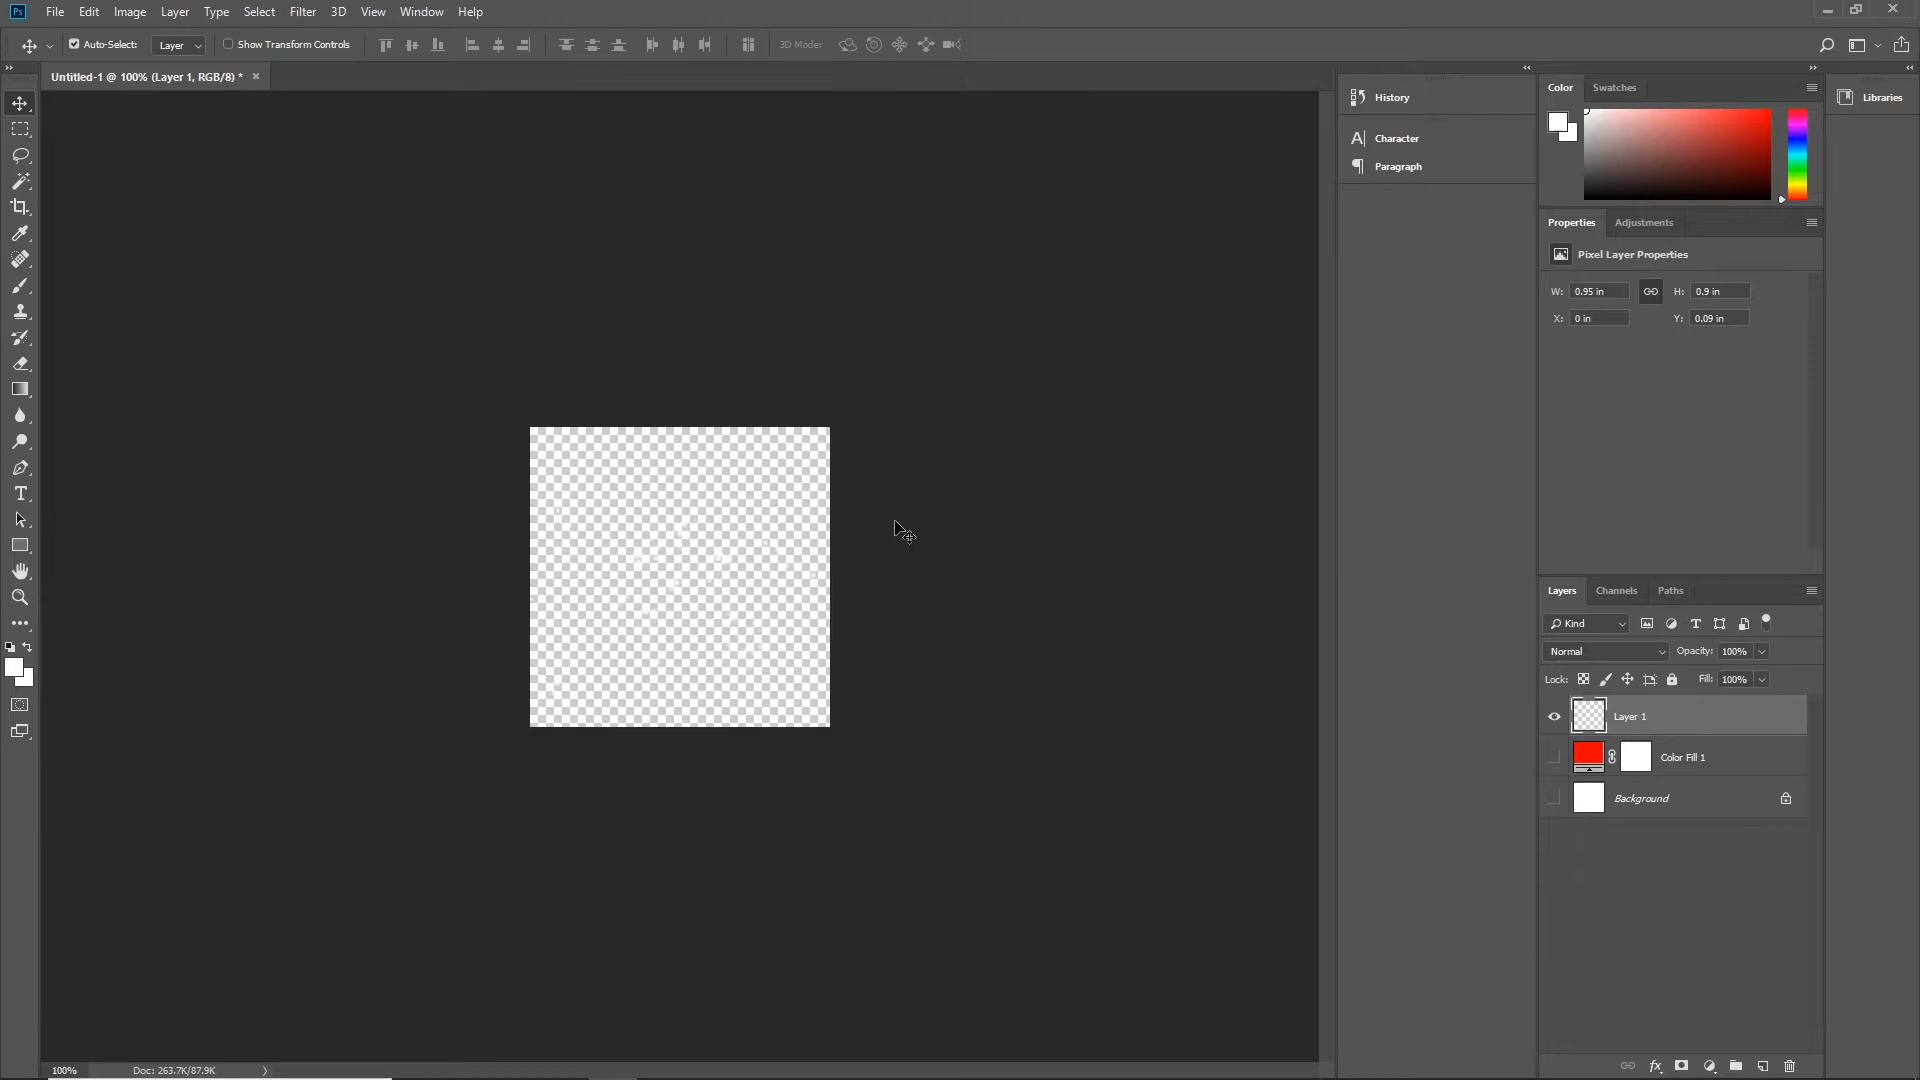 Ps File Edit Image Layer Type Select Filter 3D View Window Help
Auto-Select: Layer Show Transform Controls 3D Mode:
Untitled-1 @ 100% (Layer 1, RGB/8) *
History
Character
Paragraph
Color Swatches
Libraries
Properties Adjustments
Pixel Layer Properties
W: 0.95 in H: 0.9 in
X: 0 in Y: 0.09 in
Layers Channels Paths
Kind
Normal Opacity: 100%
Lock: Fill: 100%
Layer 1
Color Fill 1
Background
100% Doc: 263.7K/87.9K